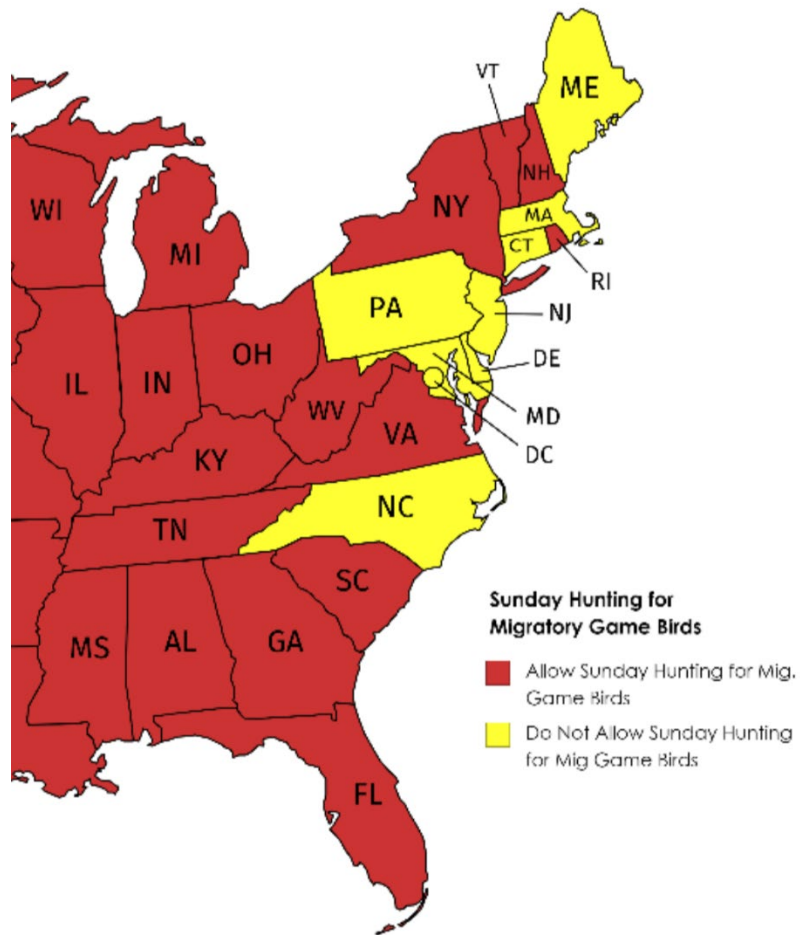 VT
ME
WI
NH
NY
MA
MI
CT
RI
PA
NJ
OH
DE
IL
IN
WV
MD
VA
DC
KY
NC
TN
SC
Sunday Hunting for
Migratory Game Birds
MS
AL
GA
Allow Sunday Hunting for Mig.
Game Birds
Do Not Allow Sunday Hunting
for Mig Game Birds
FL